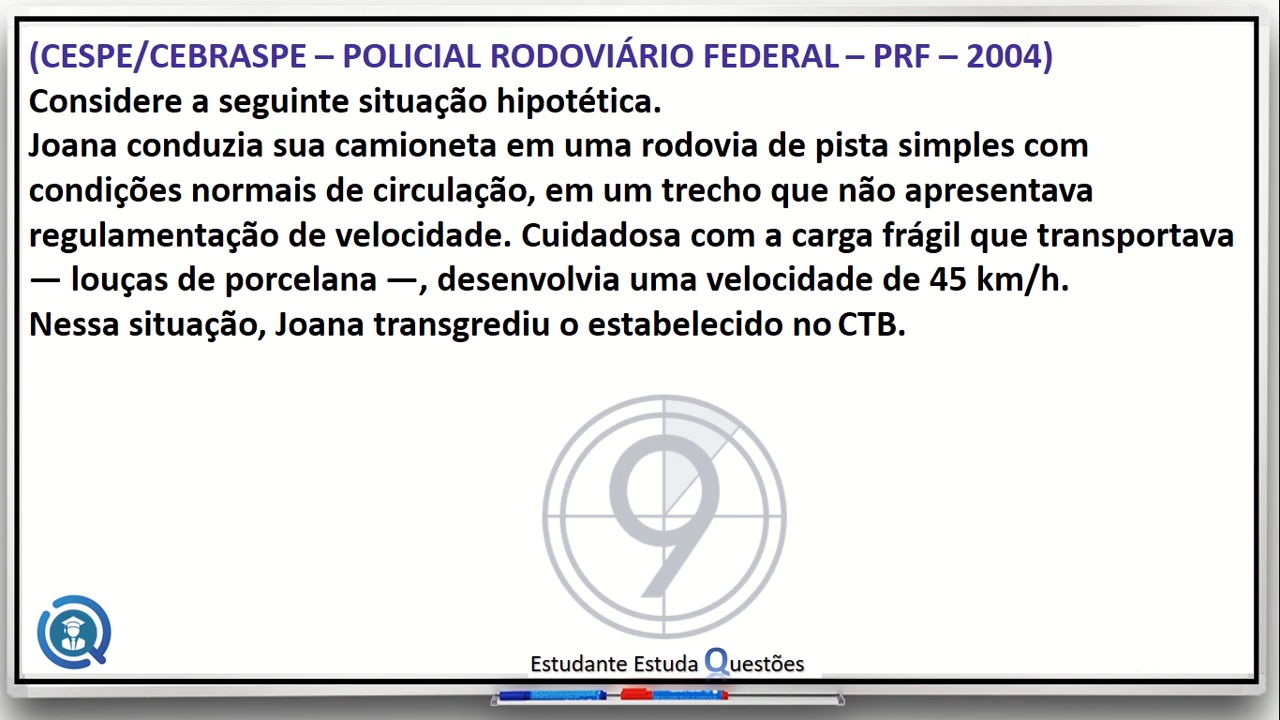 (CESPE/CEBRASPE – POLICIAL RODOVIÁRIO FEDERAL – PRF – 2004)
Considere a seguinte situação hipotética.
Joana conduzia sua camioneta em uma rodovia de pista simples com
condições normais de circulação, em um trecho que não apresentava
regulamentação de velocidade. Cuidadosa com a carga frágil que transportava
— louças de porcelana —, desenvolvia uma velocidade de 45 km/h.
Nessa situação, Joana transgrediu o estabelecido no CTB.
9
Estudante Estuda Questões